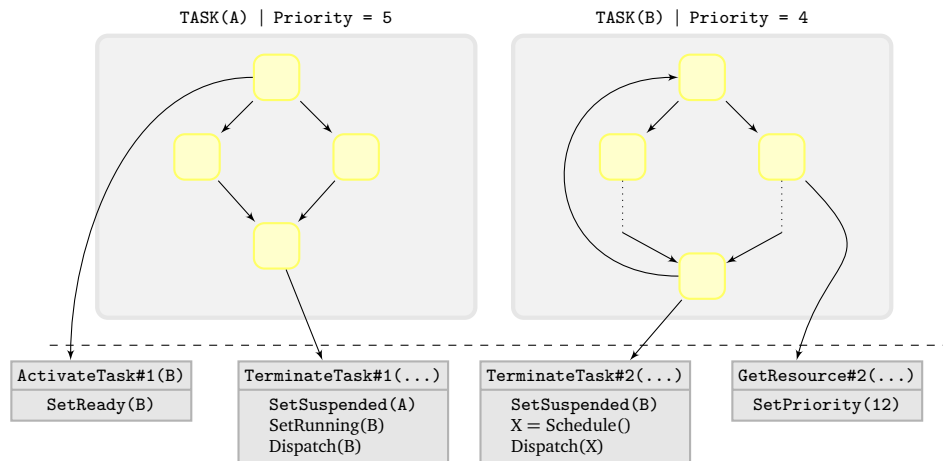 TASK(A) | Priority = 5
TASK(B) | Priority = 4
ActivateTask#1(B)
SetReady(B)
TerminateTask#1(...)
SetSuspended(A)
SetRunning(B)
Dispatch(B)
TerminateTask#2(...)
SetSuspended(B)
X = Schedule()
Dispatch(X)
GetResource#2(...)
SetPriority(12)